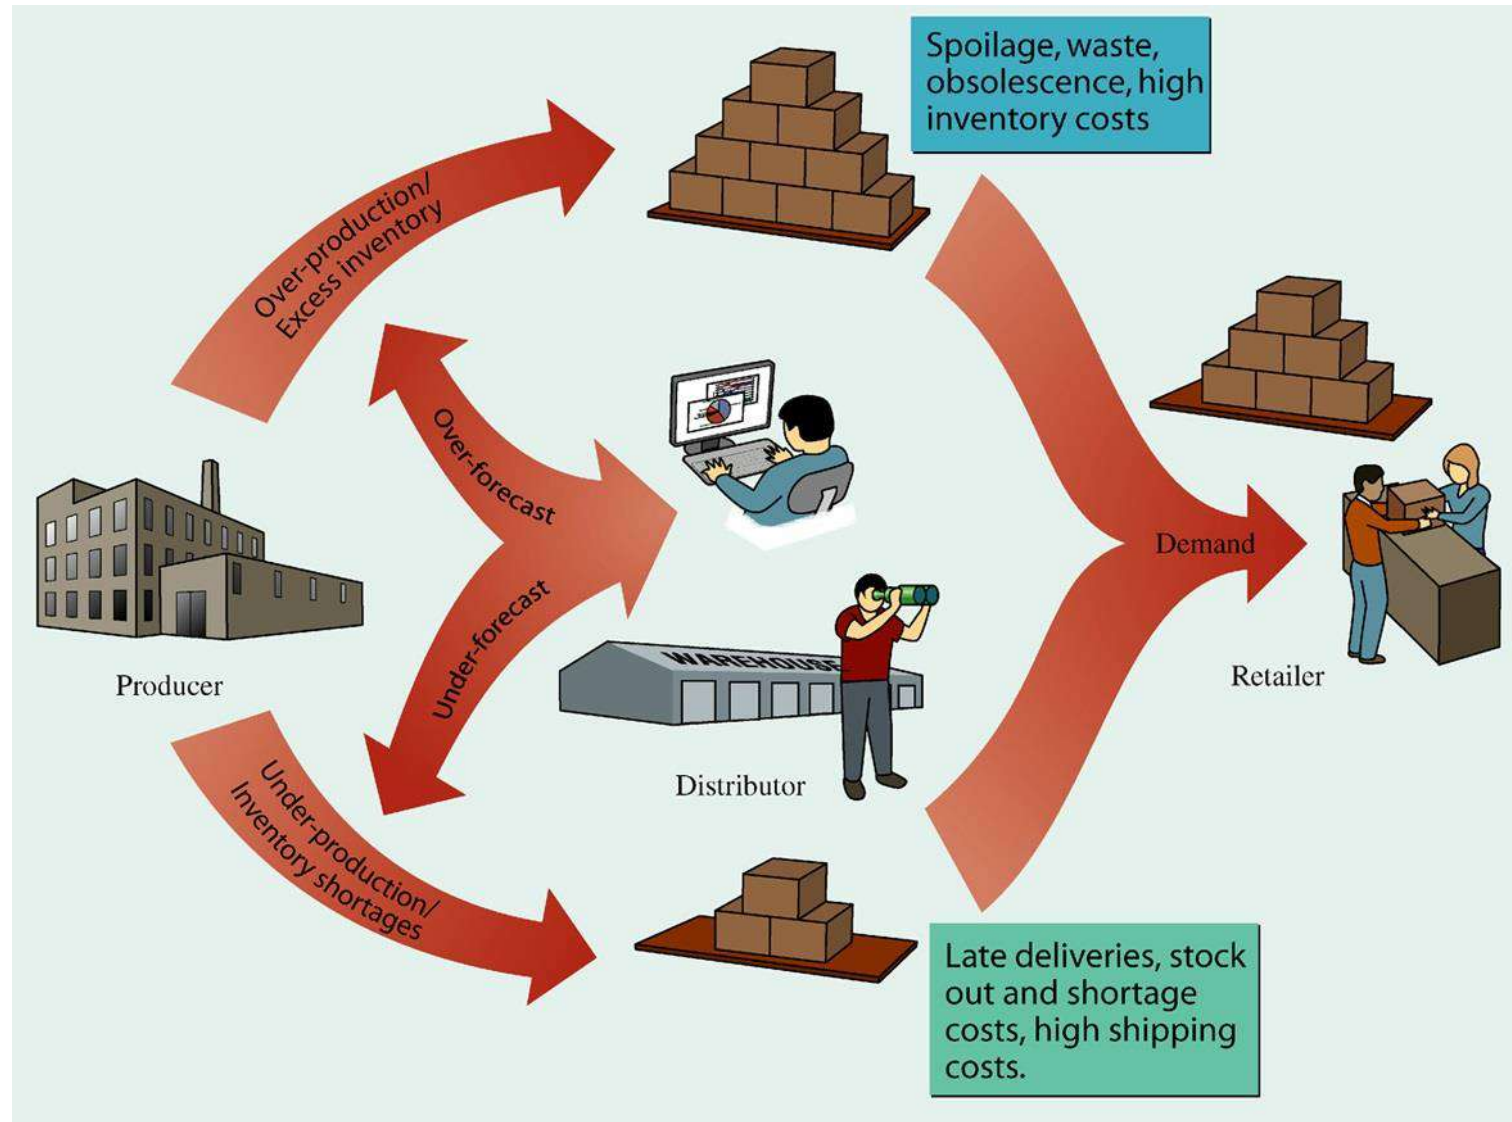 Spoilage, waste,
obsolescence, high
inventory costs
Over-production/
Excess inventory
Over-forecast
Under-forecast
Demand
WAREHOUSE
Producer
Retailer
Distributor
Under-production/
Inventory shortages
Late deliveries, stock
out and shortage
costs, high shipping
costs.